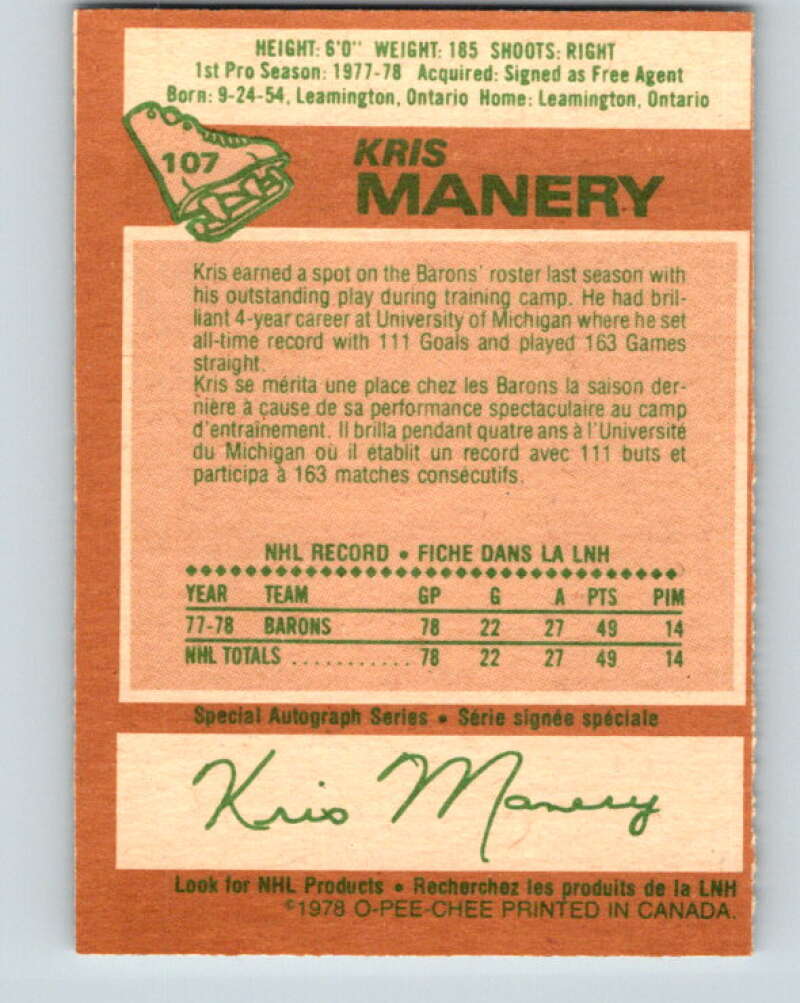 HEIGHT: 6'0" WEIGHT: 185 SHOOTS: RIGHT
1st Pro Season: 1977-78 Acquired: Signed as Free Agent
Born: 9-24-54, Leamington, Ontario Home: Leamington, Ontario
107
KRIS
MANERY
Kris earned a spot on the Barons' roster last season with
his outstanding play during training camp. He had bril-
liant 4-year career at University of Michigan where he set
all-time record with 111 Goals and played 163 Games
straight.
Kris se mérita une place chez les Barons la saison der-
nière à cause de sa performance spectaculaire au camp
d'entraînement. Il brilla pendant quatre ans à l'Université
du Michigan où il établit un record avec 111 buts et
participa à 163 matches consécutifs.
NHL RECORD • FICHE DANS LA LNH
YEAR TEAM GP G A PTS PIM
77-78 BARONS 78 22 27 49 14
NHL TOTALS ............ 78 22 27 49 14
Special Autograph Series • Série signée spéciale
Kris Manery
Look for NHL Products • Recherchez les produits de la LNH
©1978 O-PEE-CHEE PRINTED IN CANADA.